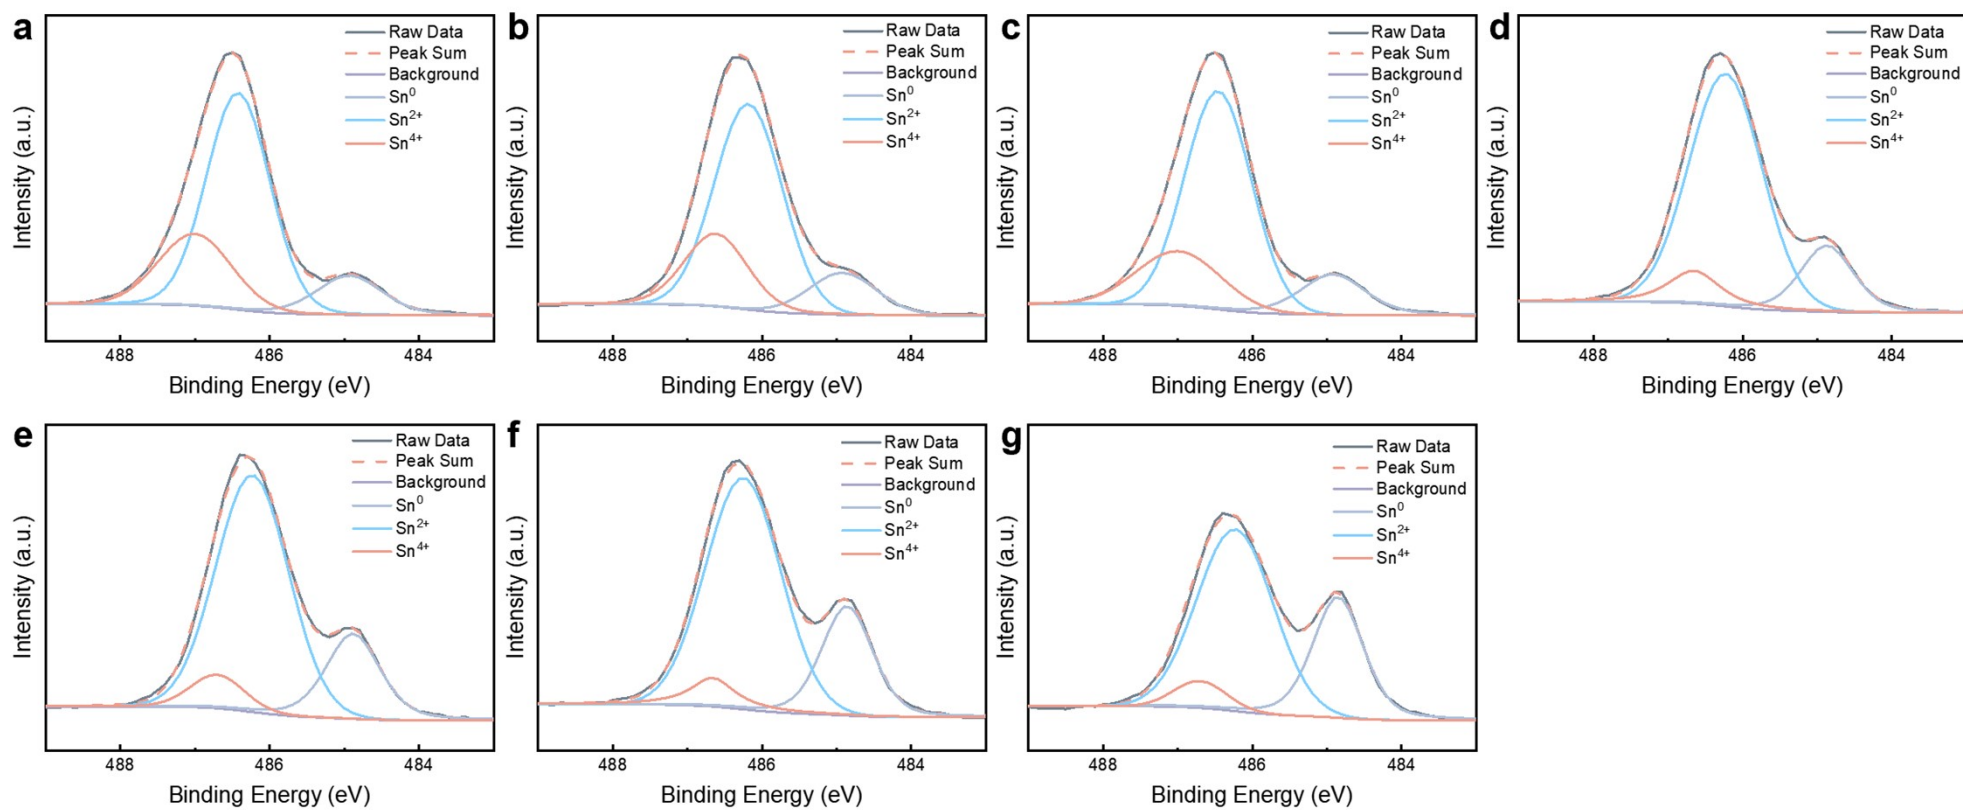 a
Raw Data
Peak Sum
Background
Sn⁰
Sn²⁺
Sn⁴⁺
Intensity (a.u.)
488 486 484
Binding Energy (eV)
b
Raw Data
Peak Sum
Background
Sn⁰
Sn²⁺
Sn⁴⁺
Intensity (a.u.)
488 486 484
Binding Energy (eV)
c
Raw Data
Peak Sum
Background
Sn⁰
Sn²⁺
Sn⁴⁺
Intensity (a.u.)
488 486 484
Binding Energy (eV)
d
Raw Data
Peak Sum
Background
Sn⁰
Sn²⁺
Sn⁴⁺
Intensity (a.u.)
488 486 484
Binding Energy (eV)
e
Raw Data
Peak Sum
Background
Sn⁰
Sn²⁺
Sn⁴⁺
Intensity (a.u.)
488 486 484
Binding Energy (eV)
f
Raw Data
Peak Sum
Background
Sn⁰
Sn²⁺
Sn⁴⁺
Intensity (a.u.)
488 486 484
Binding Energy (eV)
g
Raw Data
Peak Sum
Background
Sn⁰
Sn²⁺
Sn⁴⁺
Intensity (a.u.)
488 486 484
Binding Energy (eV)